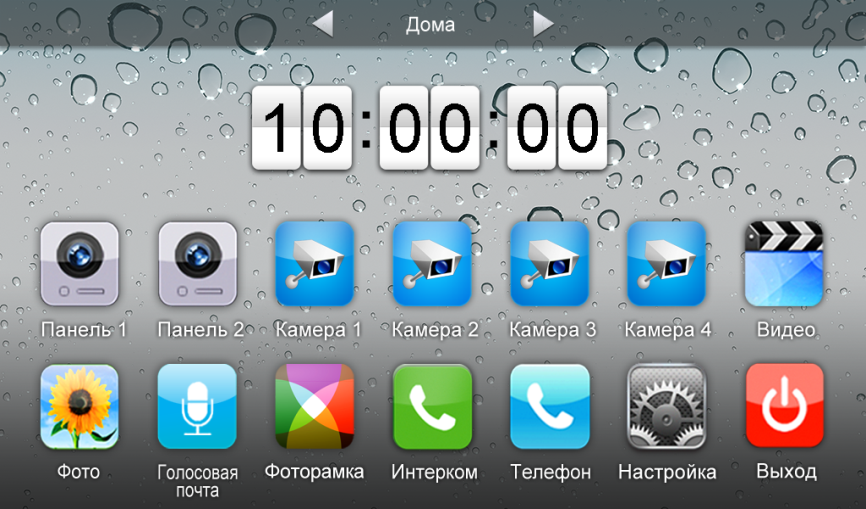 Дома
10:00:00
Панель 1 Панель 2 Камера 1 Камера 2 Камера 3 Камера 4 Видео
Фото Голосовая почта Фоторамка Интерком Телефон Настройка Выход